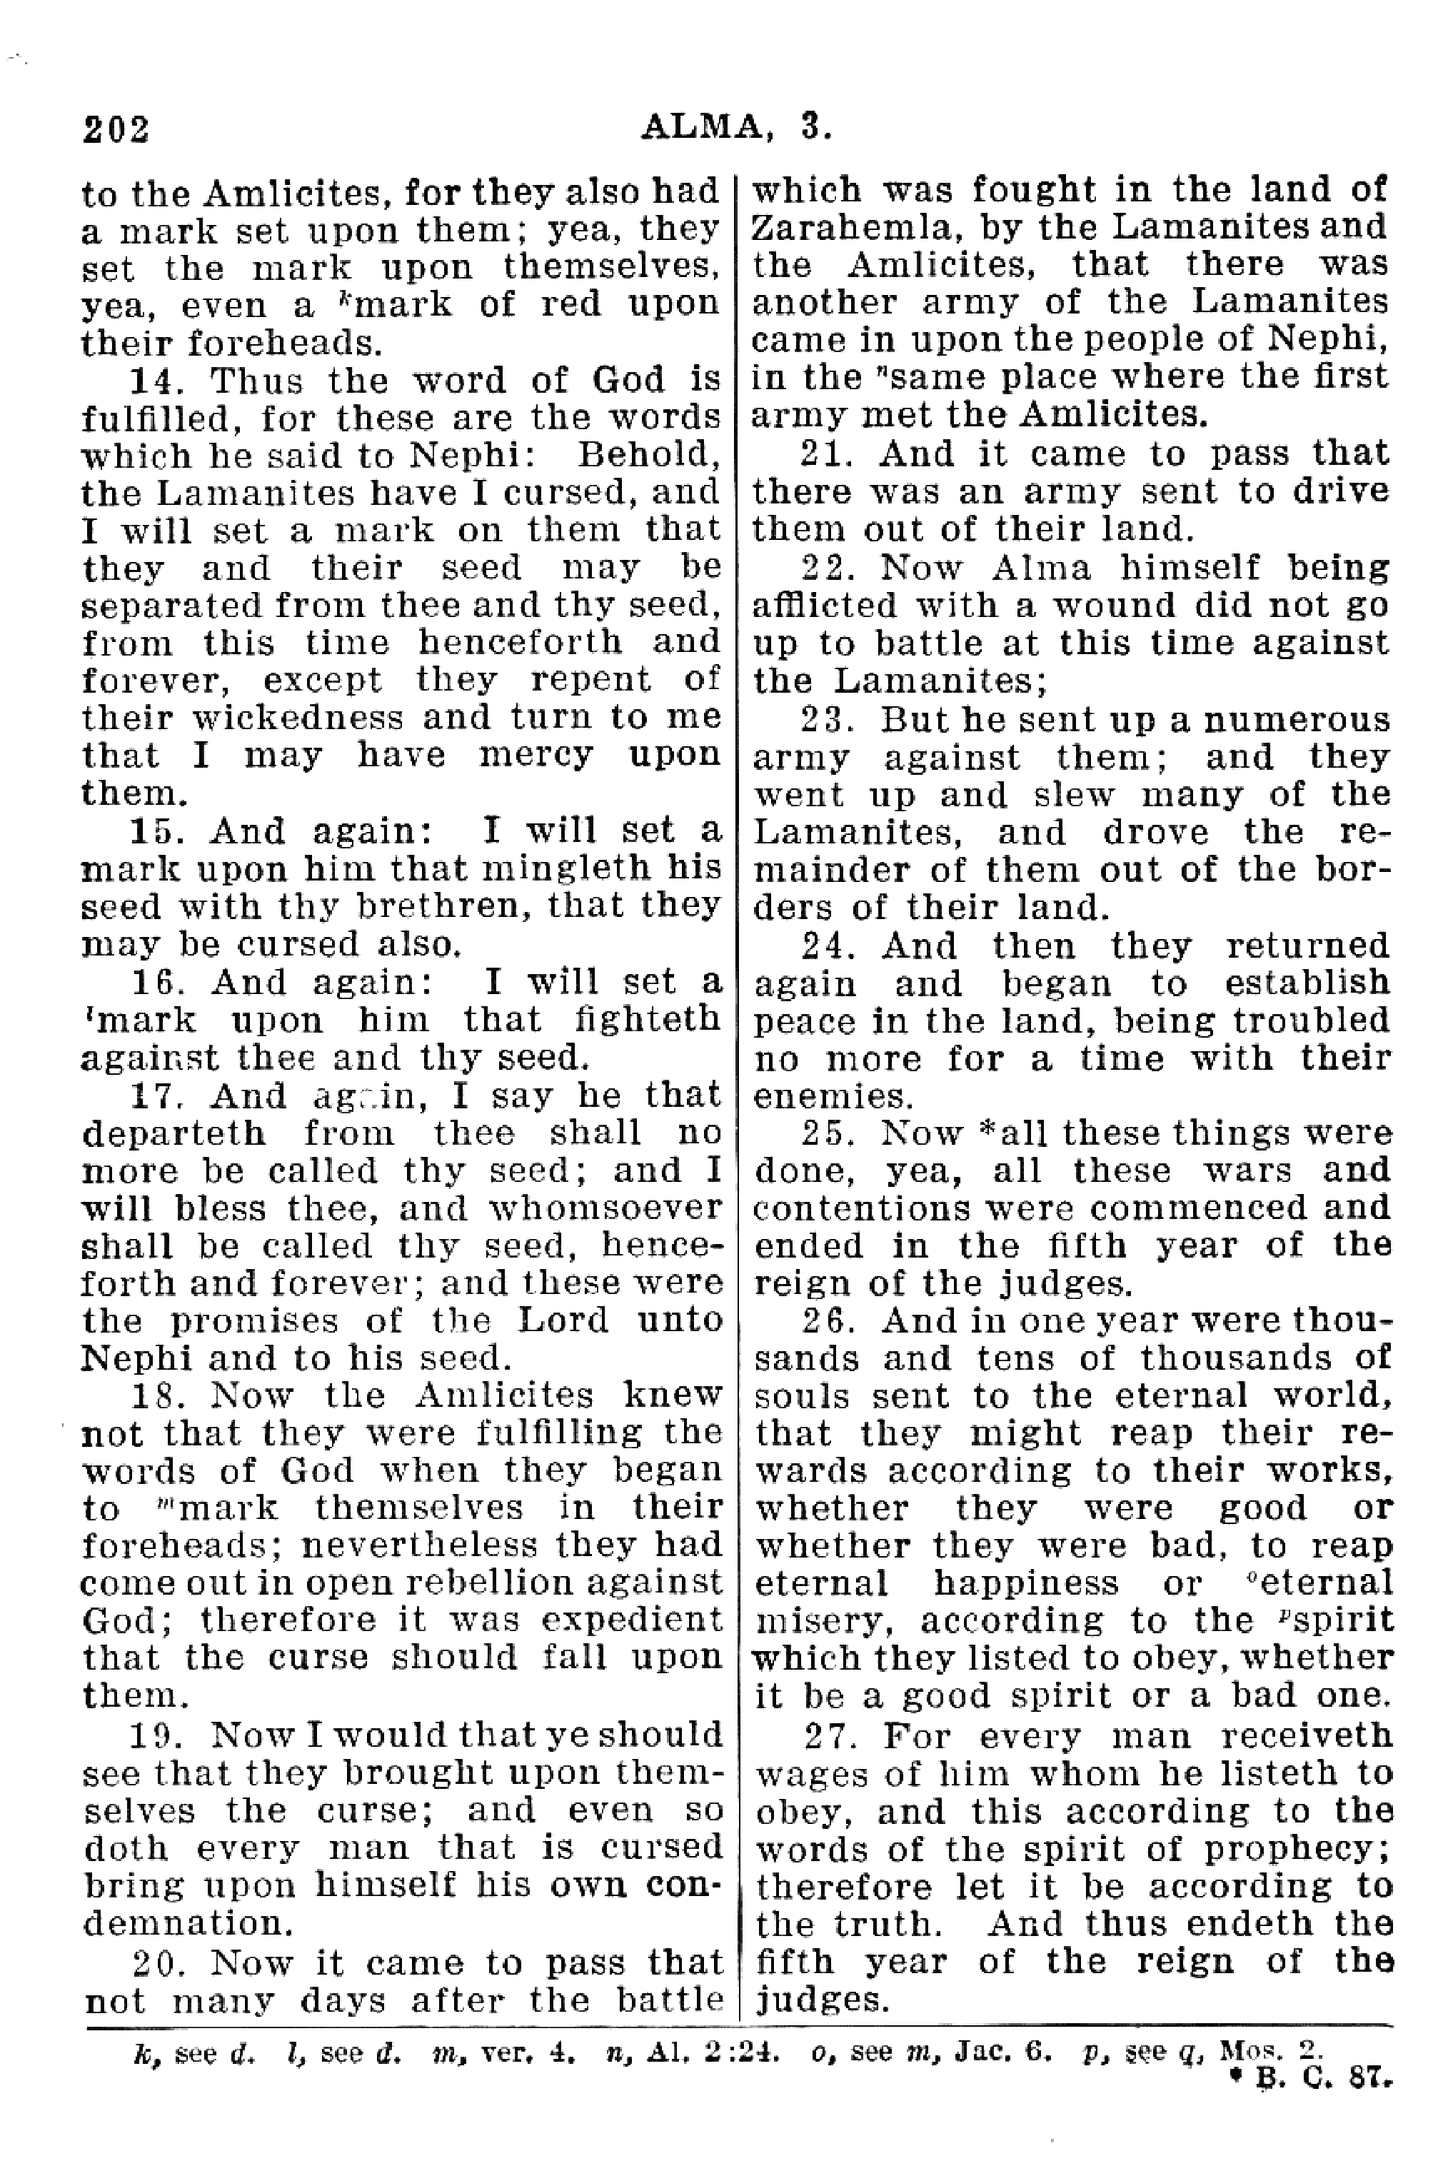 202
ALMA, 3.
to the Amlicites, for they also had
a mark set upon them; yea, they
set the mark upon themselves,
yea, even a kmark of red upon
their foreheads.
14. Thus the word of God is
fulfilled, for these are the words
which he said to Nephi: Behold,
the Lamanites have I cursed, and
I will set a mark on them that
they and their seed may be
separated from thee and thy seed,
from this time henceforth and
forever, except they repent of
their wickedness and turn to me
that I may have mercy upon
them.
15. And again: I will set a
mark upon him that mingleth his
seed with thy brethren, that they
may be cursed also.
16. And again: I will set a
lmark upon him that fighteth
against thee and thy seed.
17. And again, I say he that
departeth from thee shall no
more be called thy seed; and I
will bless thee, and whomsoever
shall be called thy seed, hence-
forth and forever; and these were
the promises of the Lord unto
Nephi and to his seed.
18. Now the Amlicites knew
not that they were fulfilling the
words of God when they began
to mmark themselves in their
foreheads; nevertheless they had
come out in open rebellion against
God; therefore it was expedient
that the curse should fall upon
them.
19. Now I would that ye should
see that they brought upon them-
selves the curse; and even so
doth every man that is cursed
bring upon himself his own con-
demnation.
20. Now it came to pass that
not many days after the battle
which was fought in the land of
Zarahemla, by the Lamanites and
the Amlicites, that there was
another army of the Lamanites
came in upon the people of Nephi,
in the nsame place where the first
army met the Amlicites.
21. And it came to pass that
there was an army sent to drive
them out of their land.
22. Now Alma himself being
afflicted with a wound did not go
up to battle at this time against
the Lamanites;
23. But he sent up a numerous
army against them; and they
went up and slew many of the
Lamanites, and drove the re-
mainder of them out of the bor-
ders of their land.
24. And then they returned
again and began to establish
peace in the land, being troubled
no more for a time with their
enemies.
25. Now *all these things were
done, yea, all these wars and
contentions were commenced and
ended in the fifth year of the
reign of the judges.
26. And in one year were thou-
sands and tens of thousands of
souls sent to the eternal world,
that they might reap their re-
wards according to their works,
whether they were good or
whether they were bad, to reap
eternal happiness or oeternal
misery, according to the pspirit
which they listed to obey, whether
it be a good spirit or a bad one.
27. For every man receiveth
wages of him whom he listeth to
obey, and this according to the
words of the spirit of prophecy;
therefore let it be according to
the truth. And thus endeth the
fifth year of the reign of the
judges.
k, see d. l, see d. m, ver. 4. n, Al. 2:24. o, see m, Jac. 6. p, see q, Mos. 2.
* B. C. 87.